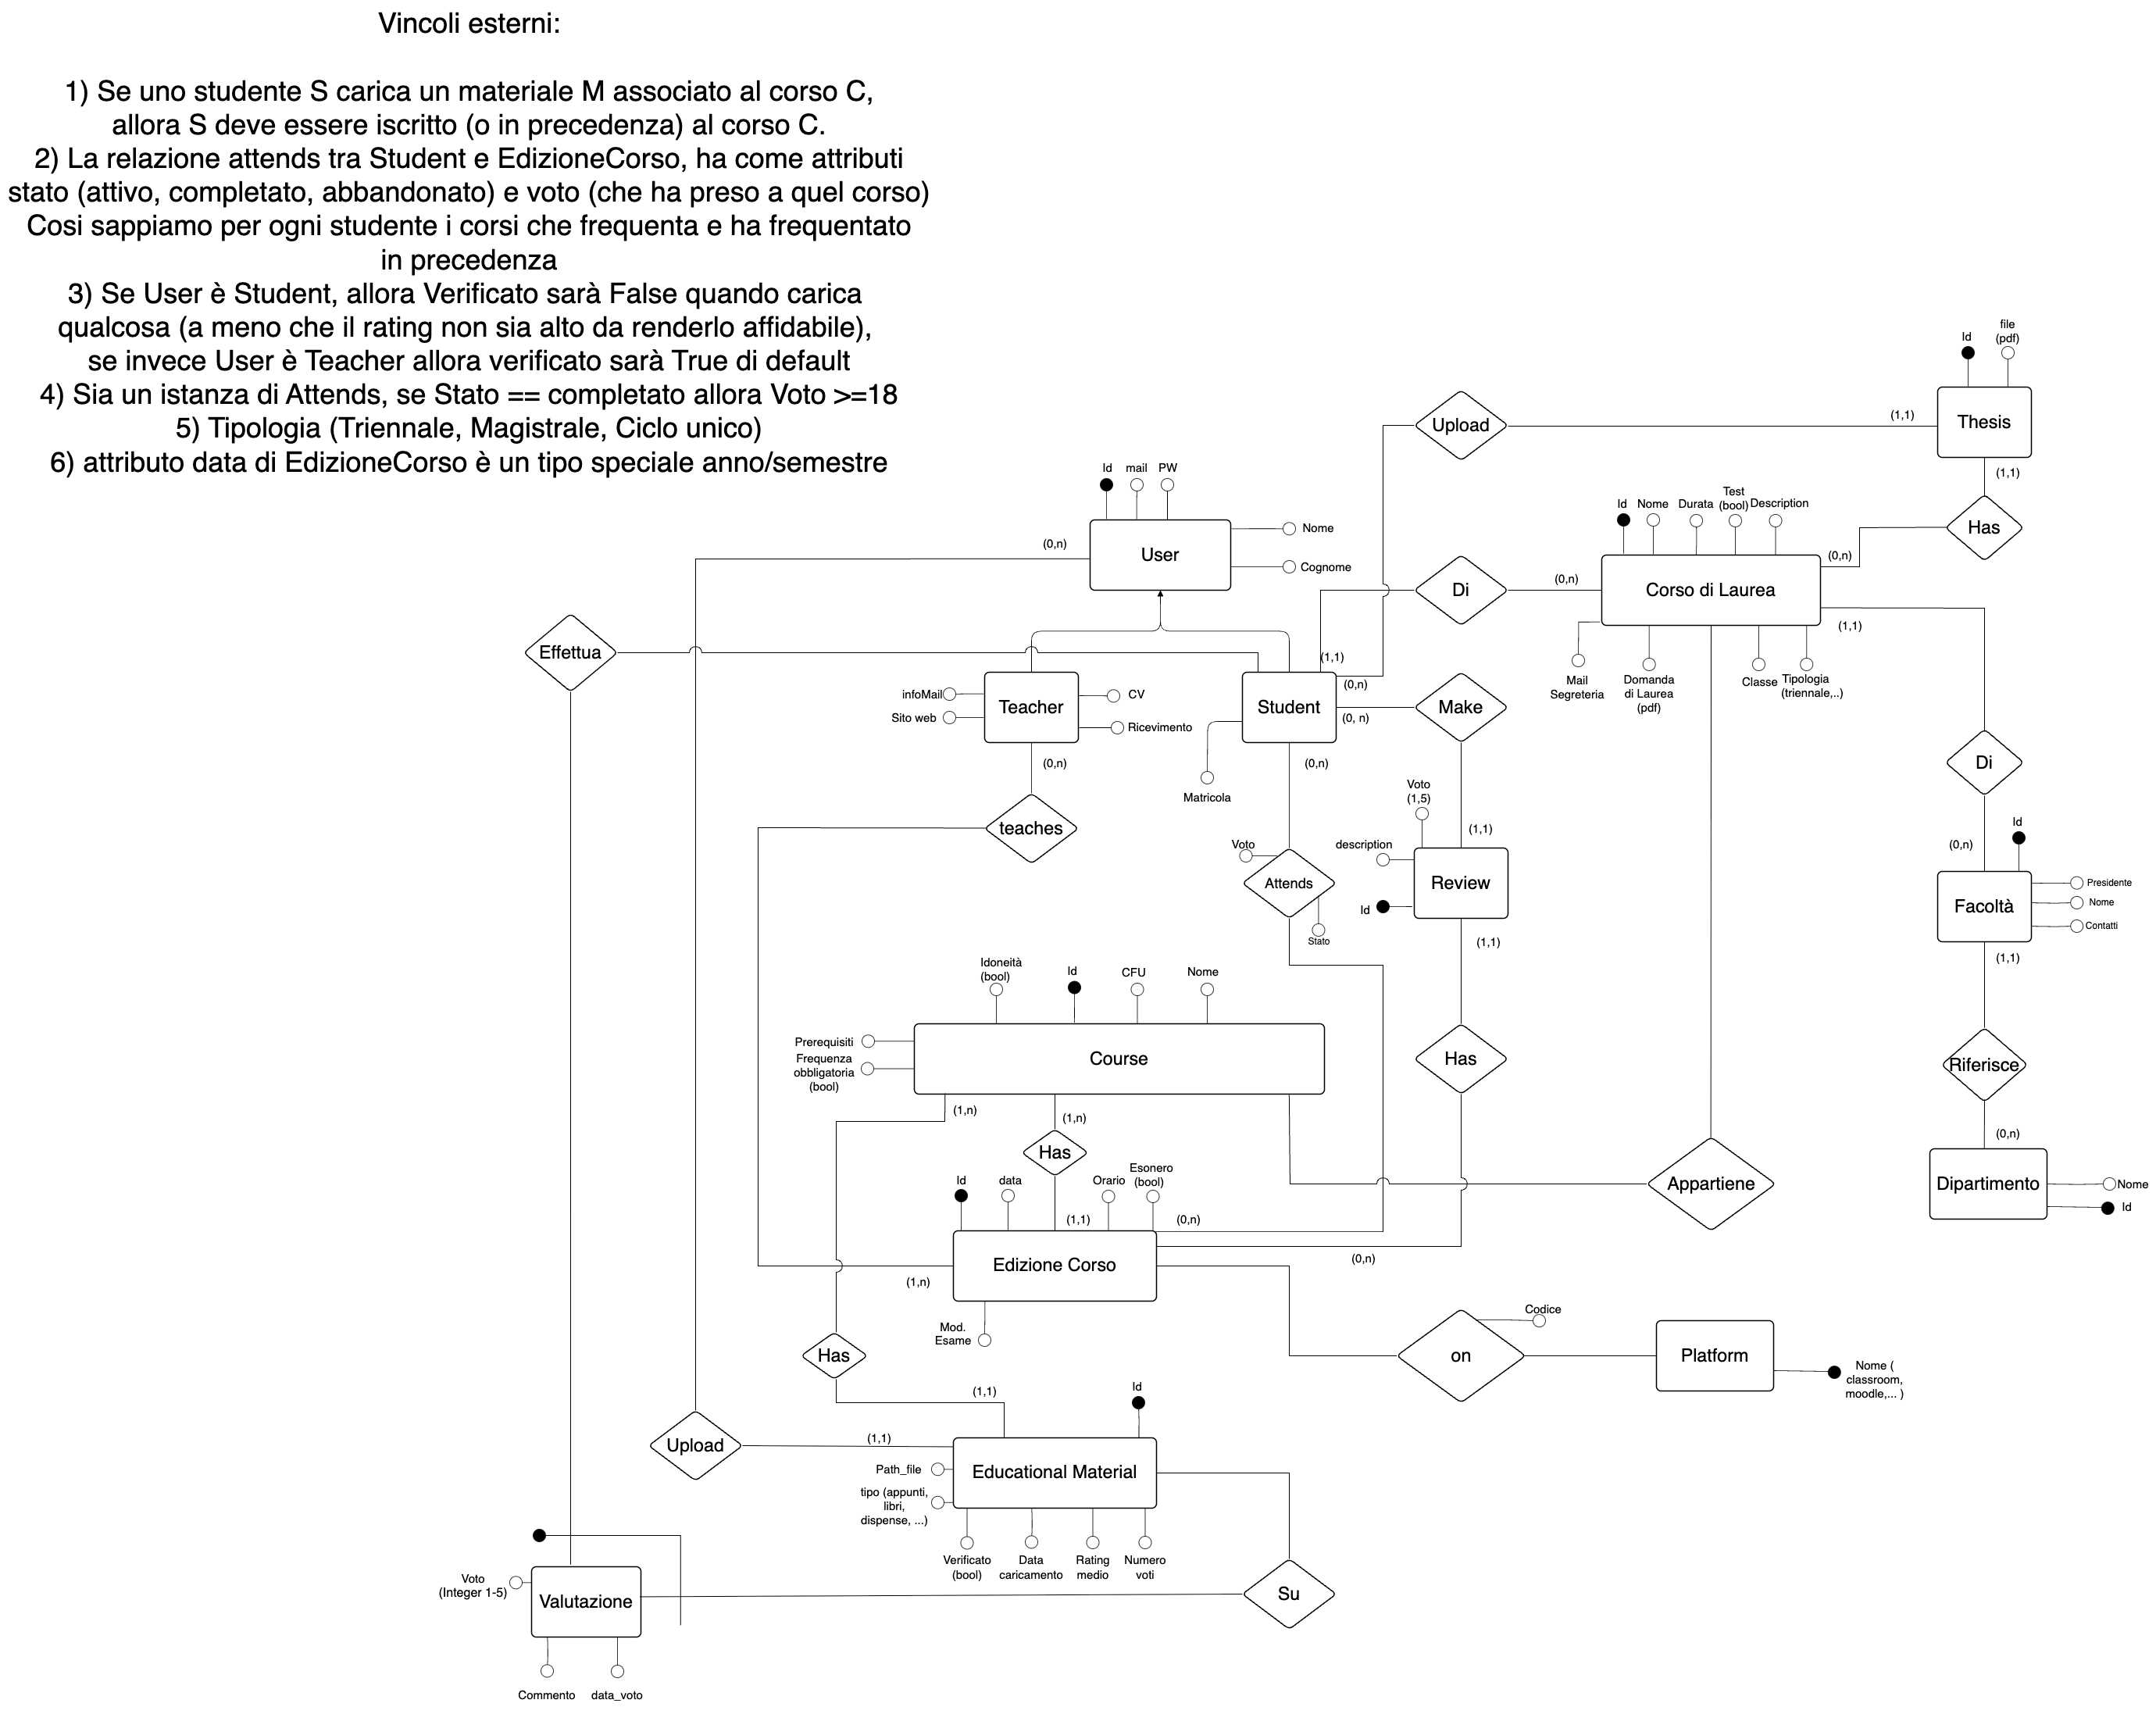 Vincoli esterni:
1) Se uno studente S carica un materiale M associato al corso C,
allora S deve essere iscritto (o in precedenza) al corso C.
2) La relazione attends tra Student e EdizioneCorso, ha come attributi
stato (attivo, completato, abbandonato) e voto (che ha preso a quel corso)
Cosi sappiamo per ogni studente i corsi che frequenta e ha frequentato
in precedenza
3) Se User è Student, allora Verificato sarà False quando carica
qualcosa (a meno che il rating non sia alto da renderlo affidabile),
se invece User è Teacher allora verificato sarà True di default
4) Sia un istanza di Attends, se Stato == completato allora Voto >=18
5) Tipologia (Triennale, Magistrale, Ciclo unico)
6) attributo data di EdizioneCorso è un tipo speciale anno/semestre
Id
file
(pdf)
Thesis
(1,1)
Upload
(1,1)
Has
Id
mail
PW
Nome
Cognome
User
(0,n)
Id
Nome
Durata
Test
(bool)
Description
(0,n)
Corso di Laurea
(0,n)
(1,1)
Di
Mail
Segreteria
Domanda
di Laurea
(pdf)
Classe
Tipologia
(triennale,..)
Effettua
(1,1)
(0,n)
infoMail
Sito web
Teacher
CV
Ricevimento
(0,n)
Student
(0, n)
(0,n)
Matricola
Make
Di
teaches
Voto
Attends
Stato
Voto
(1,5)
(1,1)
description
Id
Review
(1,1)
(0,n)
Id
Facoltà
Presidente
Nome
Contatti
(1,1)
Idoneità
(bool)
Id
CFU
Nome
Prerequisiti
Frequenza
obbligatoria
(bool)
Course
(1,n)
(1,n)
Has
Has
Riferisce
(0,n)
Dipartimento
Nome
Id
Appartiene
Id
data
Orario
Esonero
(bool)
(1,1)
(0,n)
(0,n)
Edizione Corso
(1,n)
Mod.
Esame
Has
Codice
on
Platform
Nome (
classroom,
moodle,... )
(1,1)
Id
Upload
(1,1)
Educational Material
Path_file
tipo (appunti,
libri,
dispense, ...)
Verificato
(bool)
Data
caricamento
Rating
medio
Numero
voti
Voto
(Integer 1-5)
Valutazione
Su
Commento
data_voto